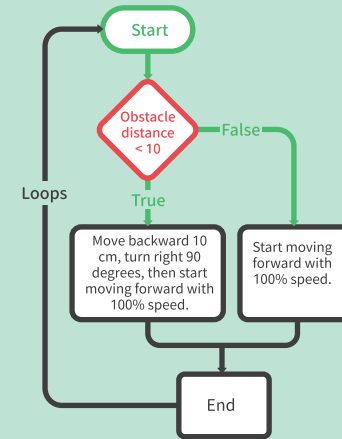 Start
Obstacle
distance
< 10
False
Loops
True
Move backward 10
cm, turn right 90
degrees, then start
moving forward with
100% speed.
Start moving
forward with
100% speed.
End